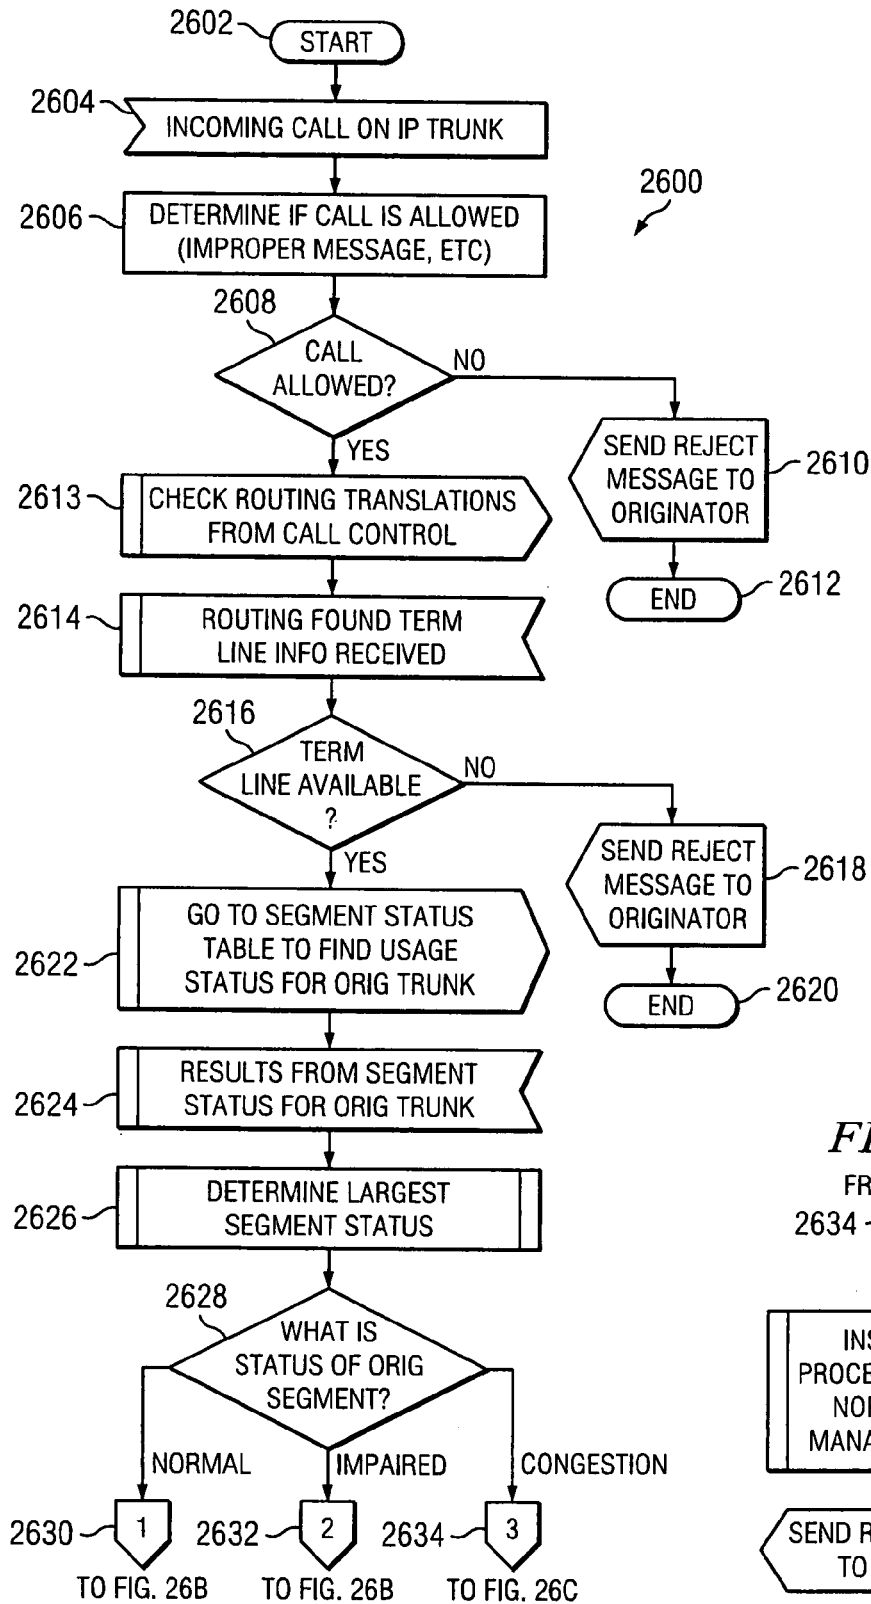 2602
START
2604
INCOMING CALL ON IP TRUNK
2600
2606
DETERMINE IF CALL IS ALLOWED
(IMPROPER MESSAGE, ETC)
2608
CALL
ALLOWED?
NO
YES
SEND REJECT
MESSAGE TO
ORIGINATOR
2610
END
2612
2613
CHECK ROUTING TRANSLATIONS
FROM CALL CONTROL
2614
ROUTING FOUND TERM
LINE INFO RECEIVED
2616
TERM
LINE AVAILABLE
?
NO
YES
SEND REJECT
MESSAGE TO
ORIGINATOR
2618
END
2620
2622
GO TO SEGMENT STATUS
TABLE TO FIND USAGE
STATUS FOR ORIG TRUNK
2624
RESULTS FROM SEGMENT
STATUS FOR ORIG TRUNK
2626
DETERMINE LARGEST
SEGMENT STATUS
2628
WHAT IS
STATUS OF ORIG
SEGMENT?
NORMAL
IMPAIRED
CONGESTION
2630
1
2632
2
2634
3
TO FIG. 26B
TO FIG. 26B
TO FIG. 26C
2634
SEND
TO